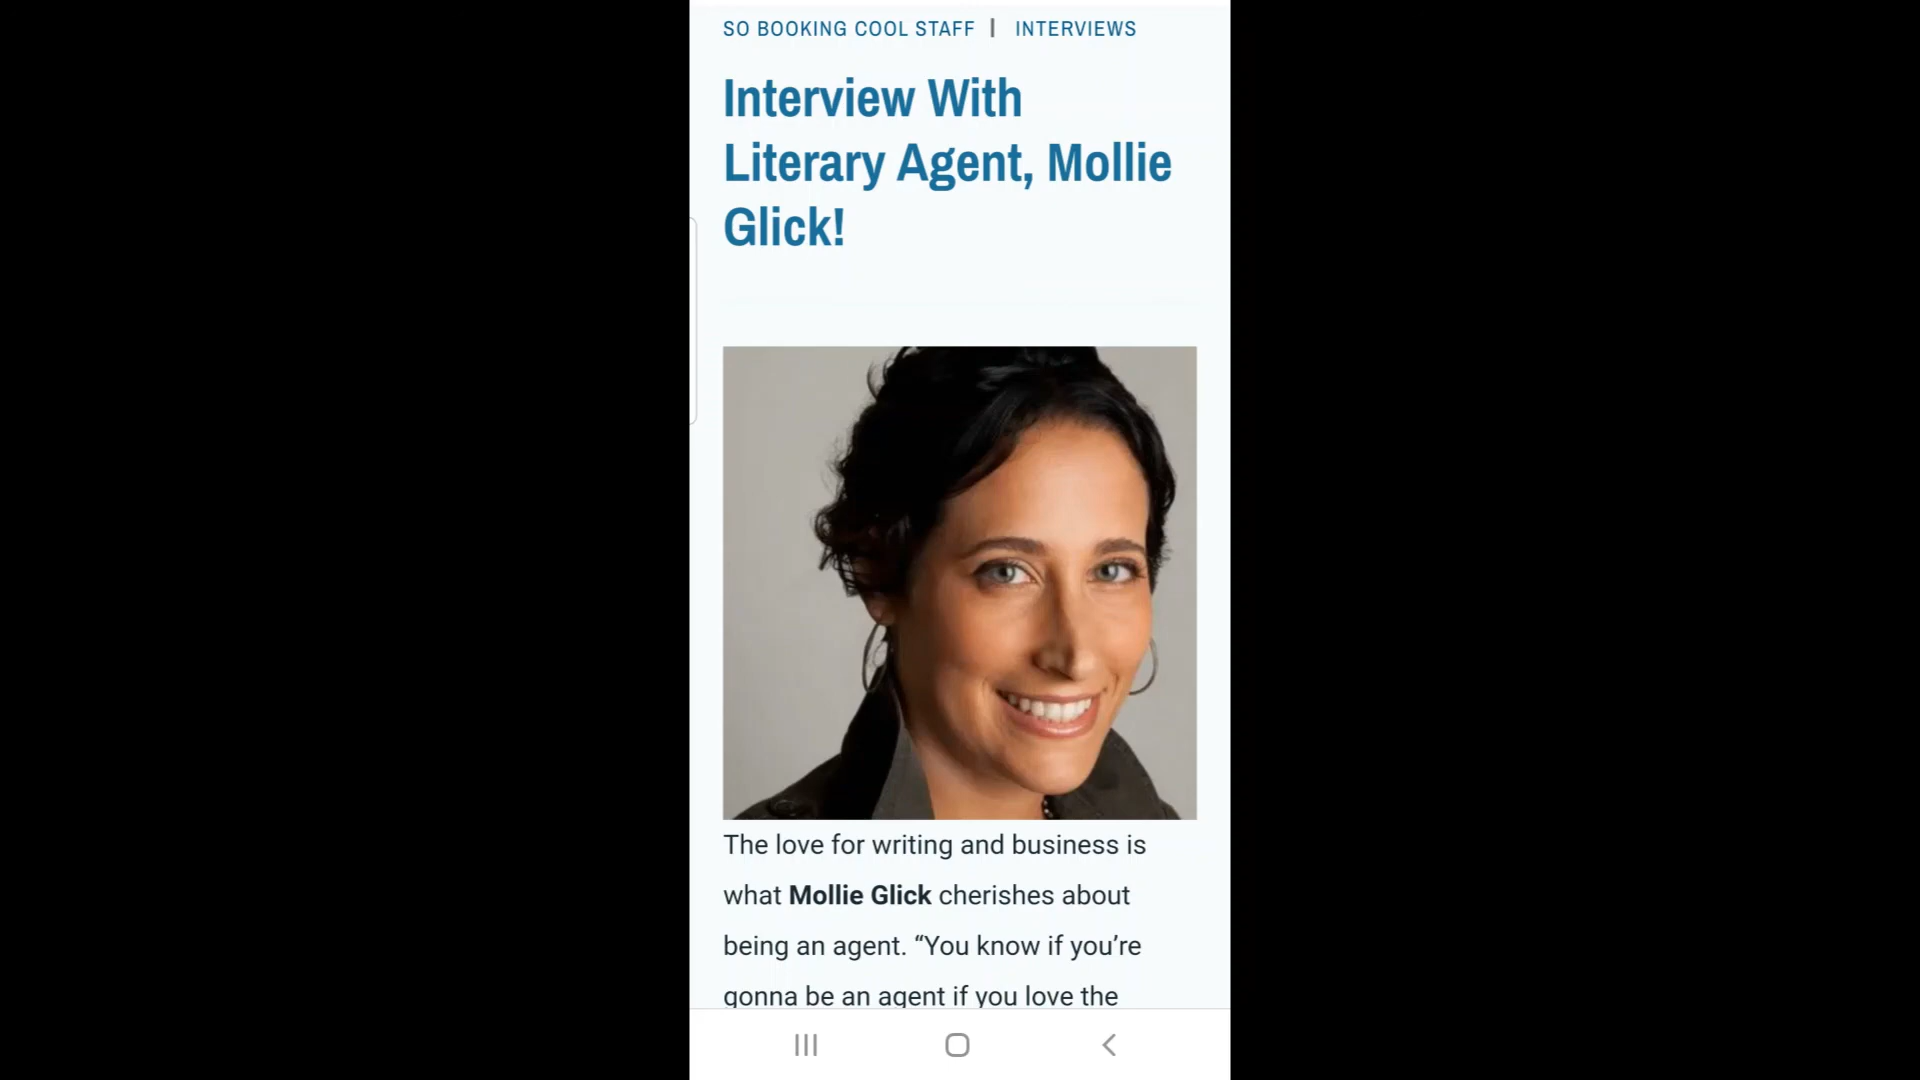 SO BOOKING COOL STAFF | INTERVIEWS
Interview With
Literary Agent, Mollie
Glick!
The love for writing and business is
what Mollie Glick cherishes about
being an agent. “You know if you’re
gonna be an agent if you love the